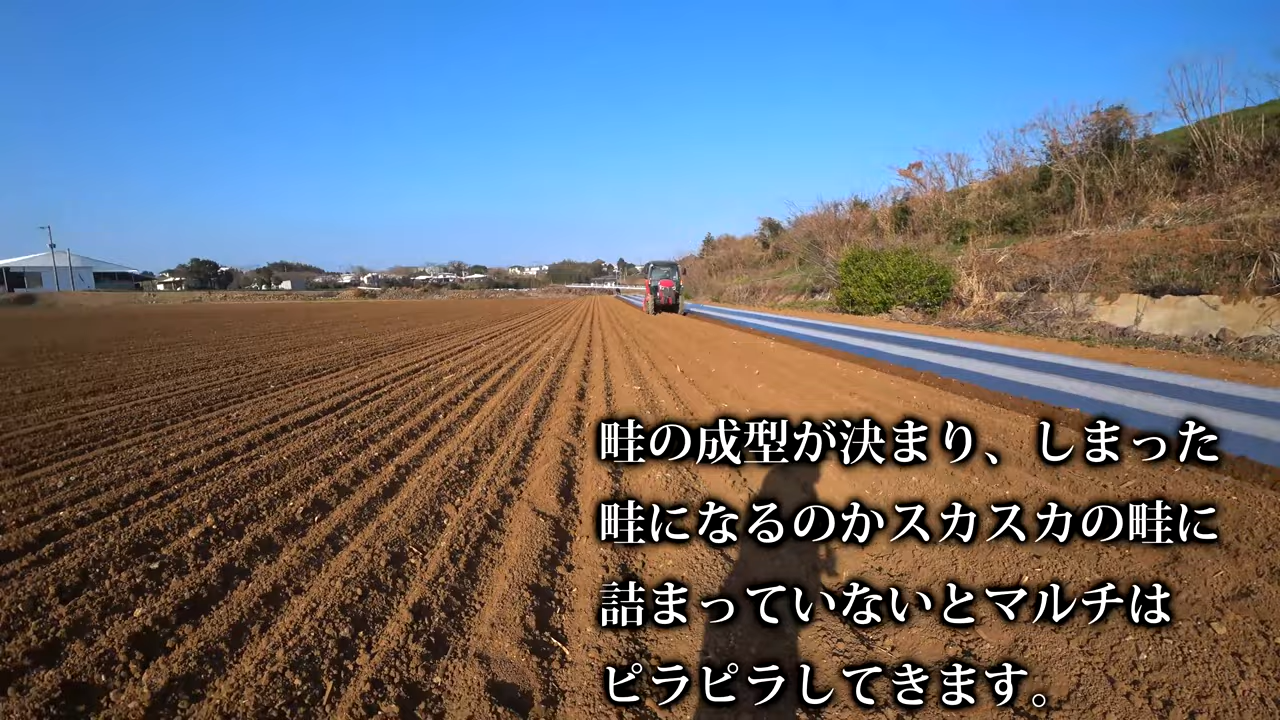 畦の成型が決まり、しまった
畦になるのかスカスカの畦に
詰まっていないとマルチは
ピラピラしてきます。